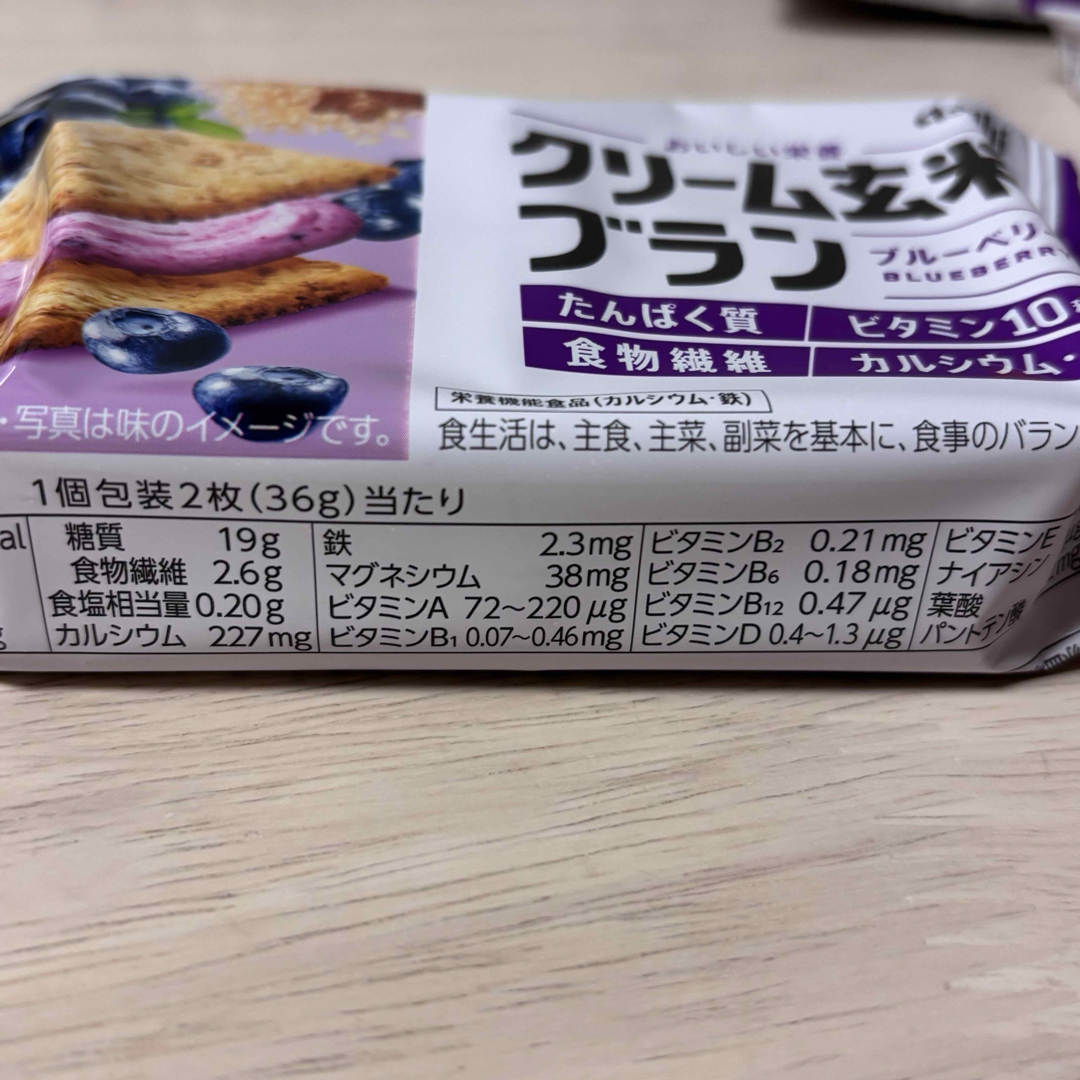 おいしい栄養
クリーム玄米
ブラン
ブルーベリ
BLUEBERR
たんぱく質 ビタミン10
食物繊維 カルシウム・
栄養機能食品(カルシウム・鉄)
・写真は味のイメージです。
食生活は、主食、主菜、副菜を基本に、食事のバラン
1個包装2枚(36g)当たり
al 糖質 19g 鉄 2.3mg ビタミンB2 0.21mg ビタミンE
食物繊維 2.6g マグネシウム 38mg ビタミンB6 0.18mg ナイアシン
食塩相当量 0.20g ビタミンA 72〜220μg ビタミンB12 0.47μg 葉酸
g カルシウム 227mg ビタミンB1 0.07〜0.46mg ビタミンD 0.4〜1.3μg パントテン酸